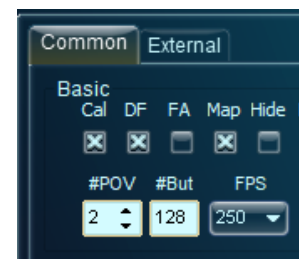 Common External
Basic
Cal DF FA Map Hide
#POV #But FPS
2 128 250